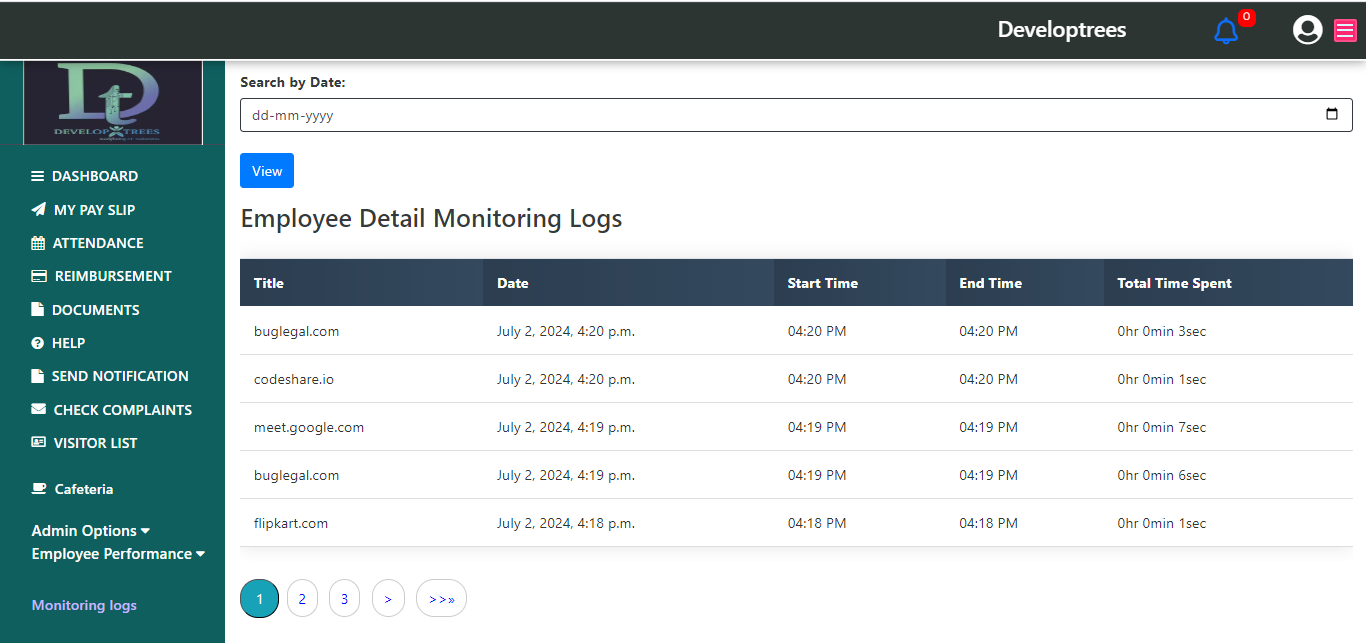 Developtrees
0
Dt
DEVELOP TREES
Search by Date:
dd-mm-yyyy
View
Employee Detail Monitoring Logs
Title Date Start Time End Time Total Time Spent
buglegal.com July 2, 2024, 4:20 p.m. 04:20 PM 04:20 PM 0hr 0min 3sec
codeshare.io July 2, 2024, 4:20 p.m. 04:20 PM 04:20 PM 0hr 0min 1sec
meet.google.com July 2, 2024, 4:19 p.m. 04:19 PM 04:19 PM 0hr 0min 7sec
buglegal.com July 2, 2024, 4:19 p.m. 04:19 PM 04:19 PM 0hr 0min 6sec
flipkart.com July 2, 2024, 4:18 p.m. 04:18 PM 04:18 PM 0hr 0min 1sec
1 2 3 > >>»
DASHBOARD
MY PAY SLIP
ATTENDANCE
REIMBURSEMENT
DOCUMENTS
HELP
SEND NOTIFICATION
CHECK COMPLAINTS
VISITOR LIST
Cafeteria
Admin Options
Employee Performance
Monitoring logs